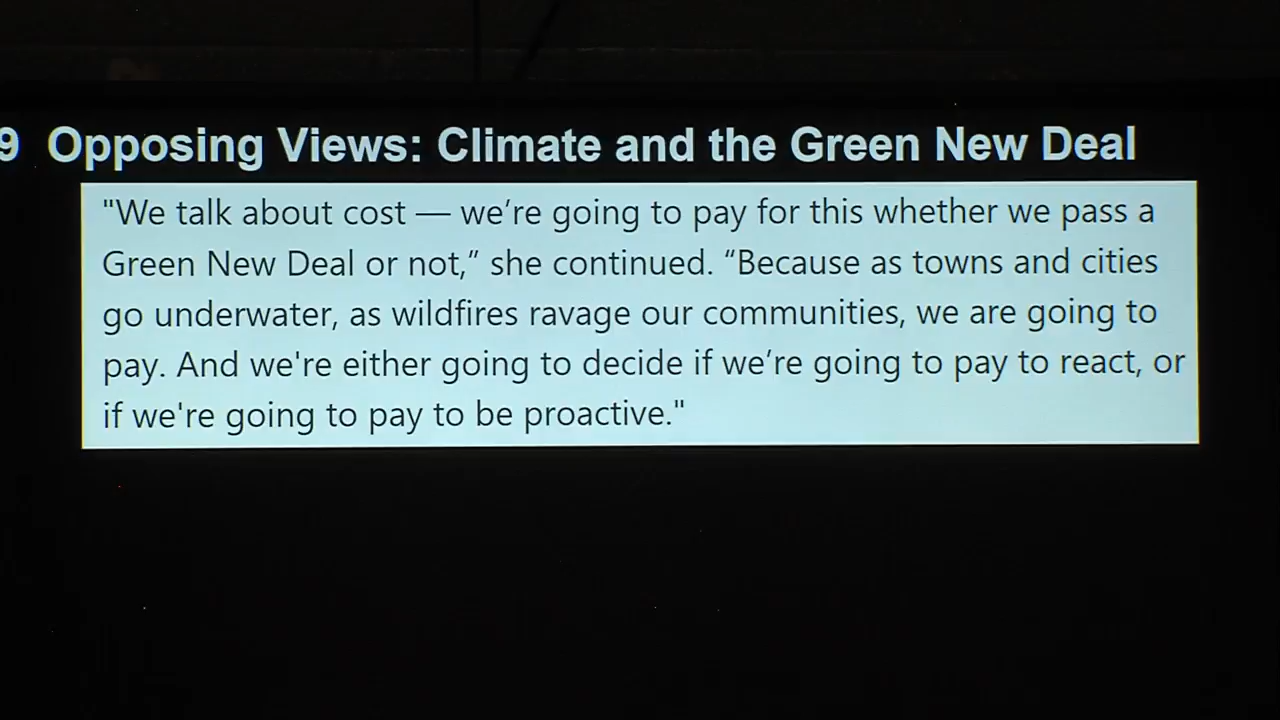 9 Opposing Views: Climate and the Green New Deal
"We talk about cost — we’re going to pay for this whether we pass a
Green New Deal or not,” she continued. “Because as towns and cities
go underwater, as wildfires ravage our communities, we are going to
pay. And we're either going to decide if we’re going to pay to react, or
if we're going to pay to be proactive."